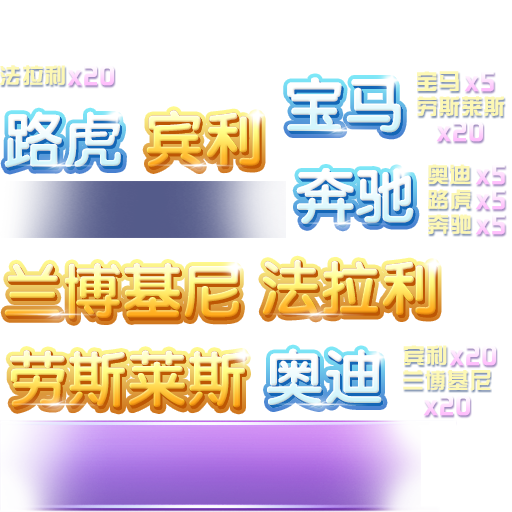 法拉利x20
宝马
宝马x5
劳斯莱斯
x20
路虎
宾利
奔驰
奥迪x5
路虎x5
奔驰x5
兰博基尼
法拉利
劳斯莱斯
奥迪
宾利x20
兰博基尼
x20